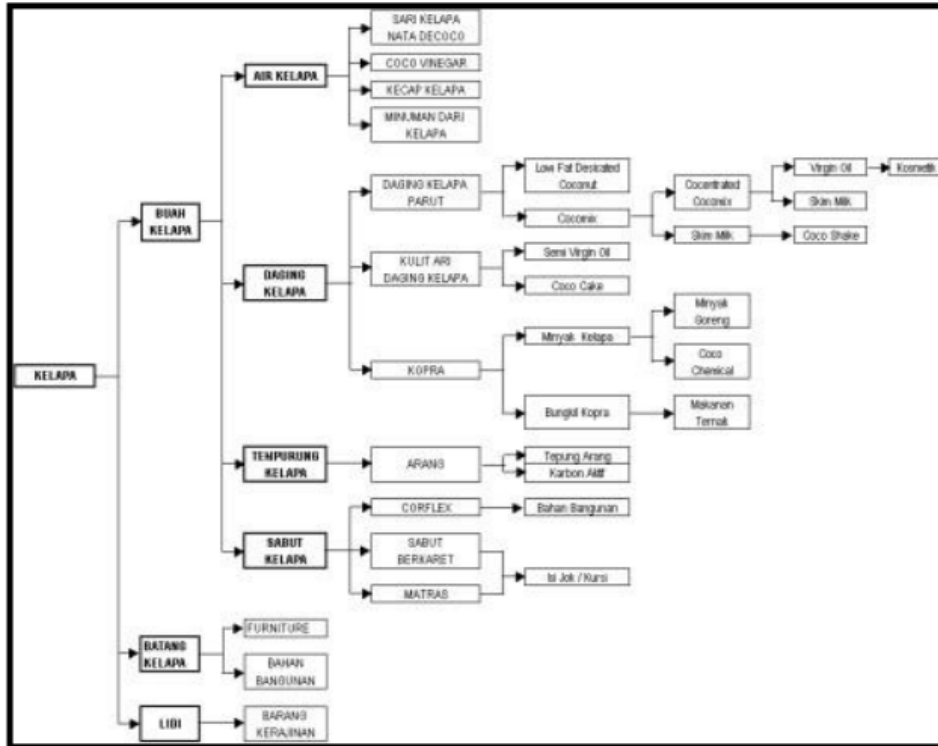 SARI KELAPA
NATA DECOCO
AIR KELAPA
COCO VINEGAR
KECAP KELAPA
MINUMAN DARI
KELAPA
BUAH
KELAPA
DAGING
KELAPA
DAGING KELAPA
PARUT
Low Fat Desicated
Coconut
Cocomix
Cocentrated
Cocomix
Virgin Oil
Kosmetik
Skim Milk
Skim Milk
Coco Shake
KULIT ARI
DAGING KELAPA
Semi Virgin Oil
Coco Cake
KOPRA
Minyak Kelapa
Minyak
Goreng
Coco
Chemical
Bungkil Kopra
Makanan
Ternak
KELAPA
TEMPURUNG
KELAPA
ARANG
Tepung Arang
Karbon Aktif
SABUT
KELAPA
CORFLEX
Bahan Bangunan
SABUT
BERKARET
MATRAS
Isi Jok / Kursi
BATANG
KELAPA
FURNITURE
BAHAN
BANGUNAN
LIDI
BARANG
KERAJINAN